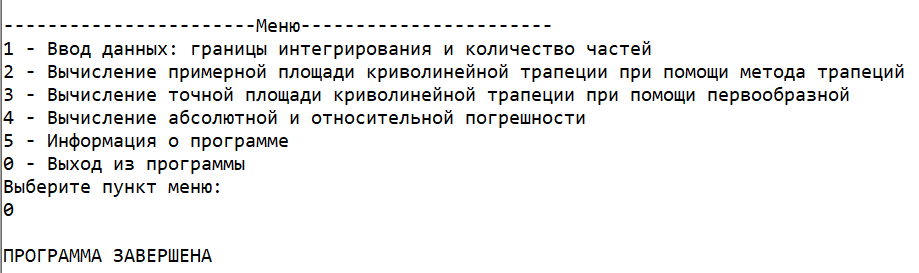 -----------------------Меню-----------------------
1 - Ввод данных: границы интегрирования и количество частей
2 - Вычисление примерной площади криволинейной трапеции при помощи метода трапеций
3 - Вычисление точной площади криволинейной трапеции при помощи первообразной
4 - Вычисление абсолютной и относительной погрешности
5 - Информация о программе
0 - Выход из программы
Выберите пункт меню:
0
ПРОГРАММА ЗАВЕРШЕНА